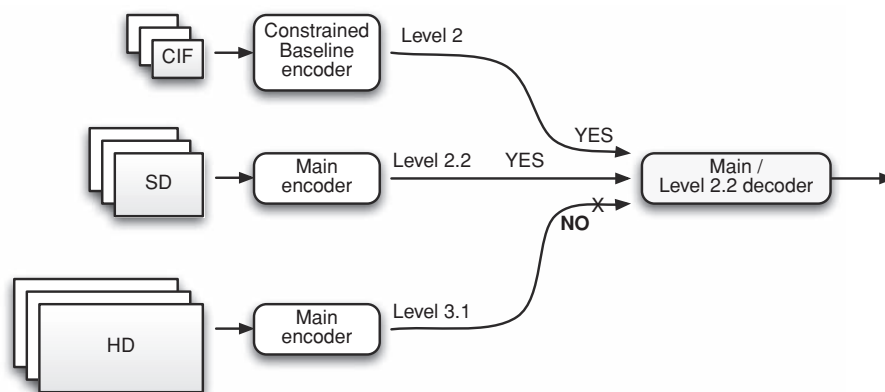 CIF
Constrained
Baseline
encoder
Level 2
YES
SD
Main
encoder
Level 2.2
YES
Main /
Level 2.2 decoder
X
NO
HD
Main
encoder
Level 3.1